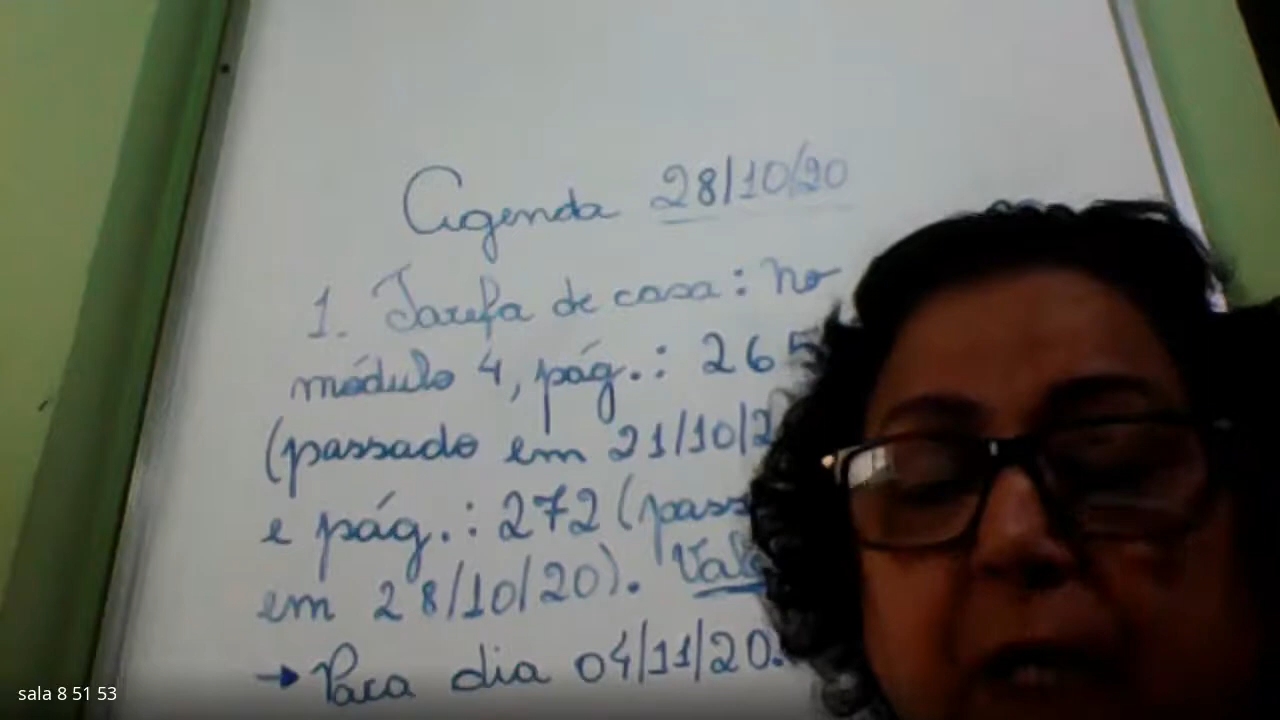 Agenda 28/10/20
1. Tarefa de casa: no
módulo 4, pág.: 265
(passado em 21/10/2
e pág.: 272 (pass
em 28/10/20). Vale
→ Para dia 04/11/20.
sala 8 51 53